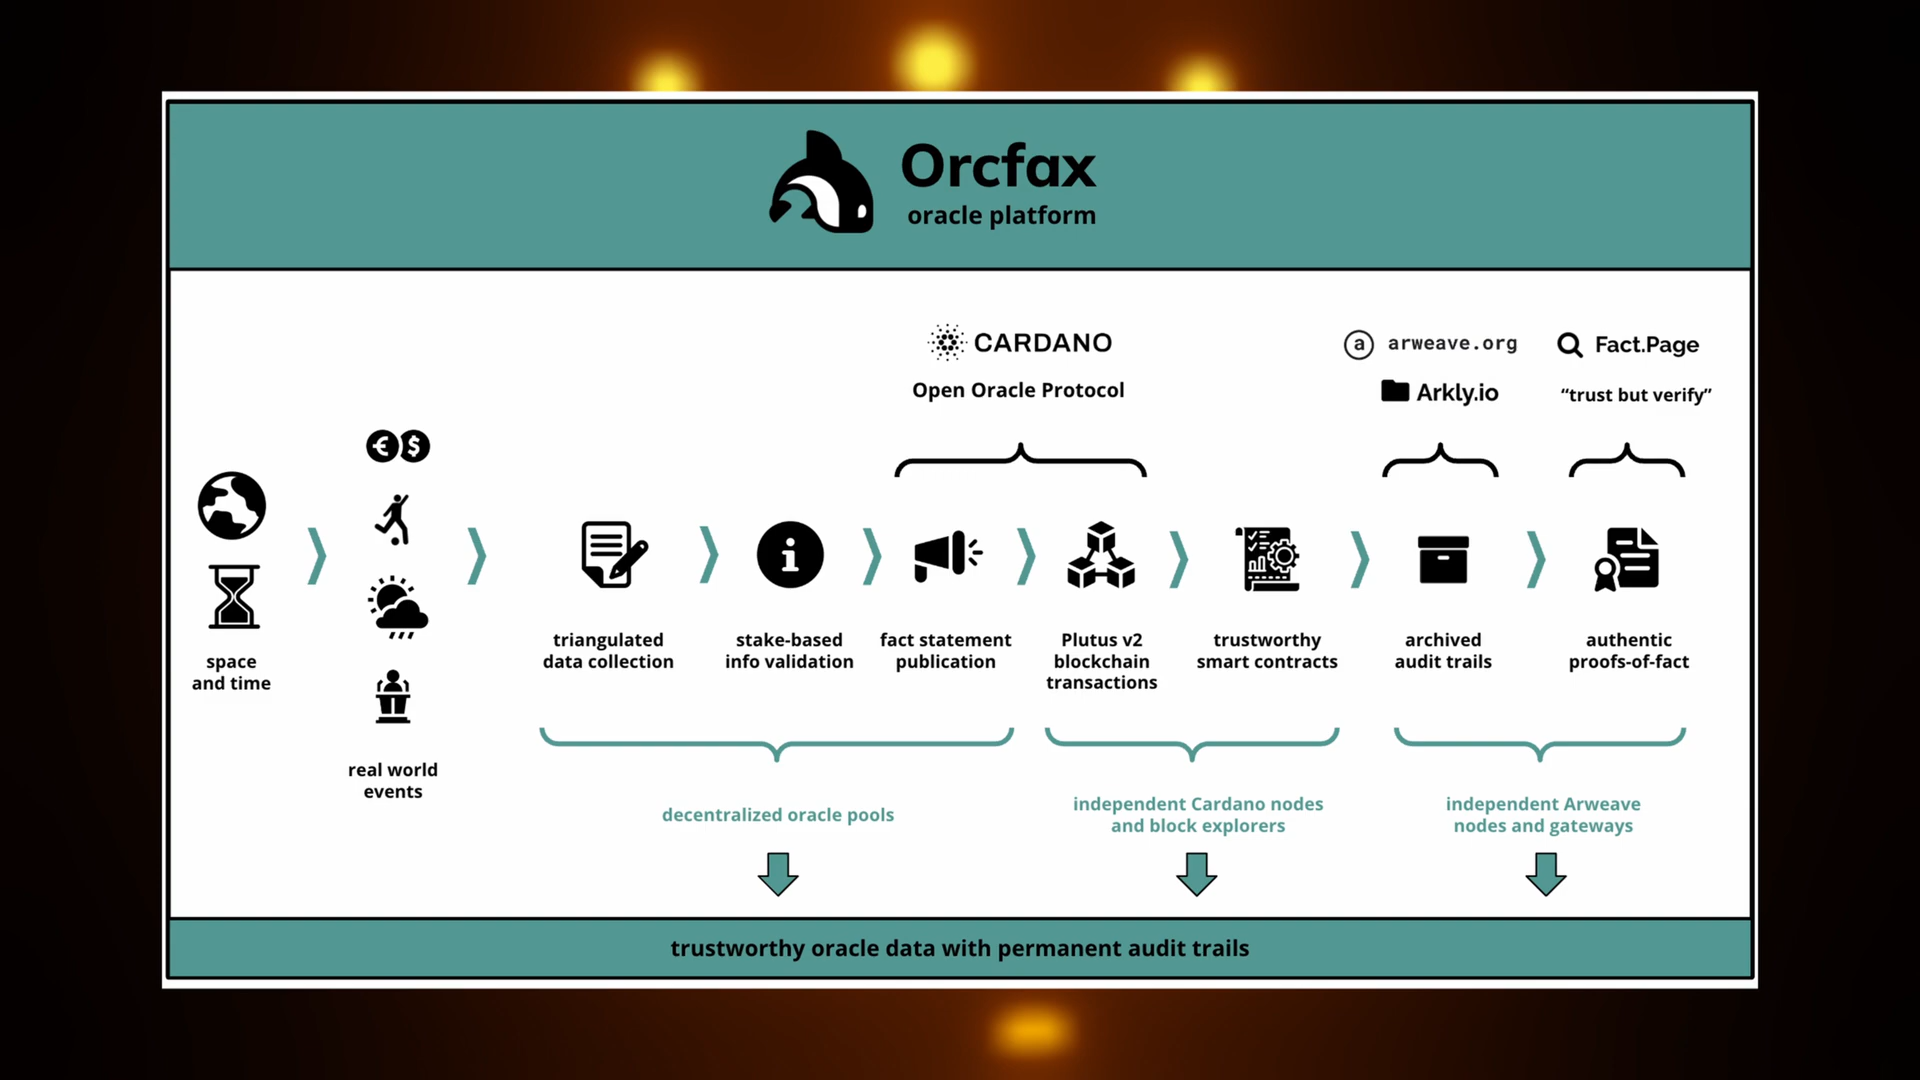 Orcfax
oracle platform
CARDANO
Open Oracle Protocol
a arweave.org
Arkly.io
Fact.Page
“trust but verify”
€ $
i
space
and time
real world
events
triangulated
data collection
stake-based
info validation
fact statement
publication
Plutus v2
blockchain
transactions
trustworthy
smart contracts
archived
audit trails
authentic
proofs-of-fact
decentralized oracle pools
independent Cardano nodes
and block explorers
independent Arweave
nodes and gateways
trustworthy oracle data with permanent audit trails